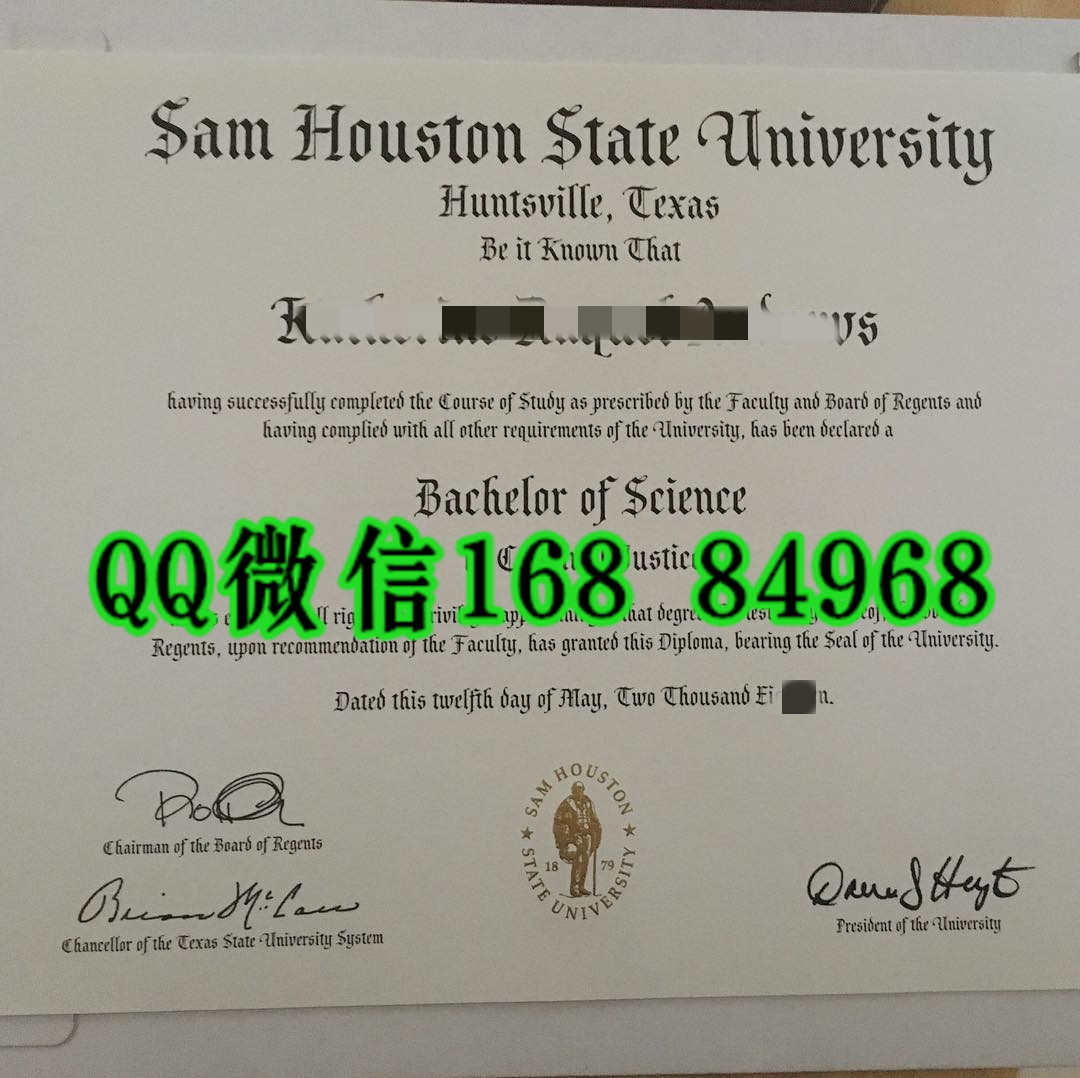 Sam Houston State University
Huntsville, Texas
Be it Known That
having successfully completed the Course of Study as prescribed by the Faculty and Board of Regents and
having complied with all other requirements of the University, has been declared a
Bachelor of Science
QQ微信168 84968
Justice
Regents, upon recommendation of the Faculty, has granted this Diploma, bearing the Seal of the University.
Dated this twelfth day of May, Two Thousand
SAM HOUSTON
STATE UNIVERSITY
18 79
Chairman of the Board of Regents
Chancellor of the Texas State University System
President of the University